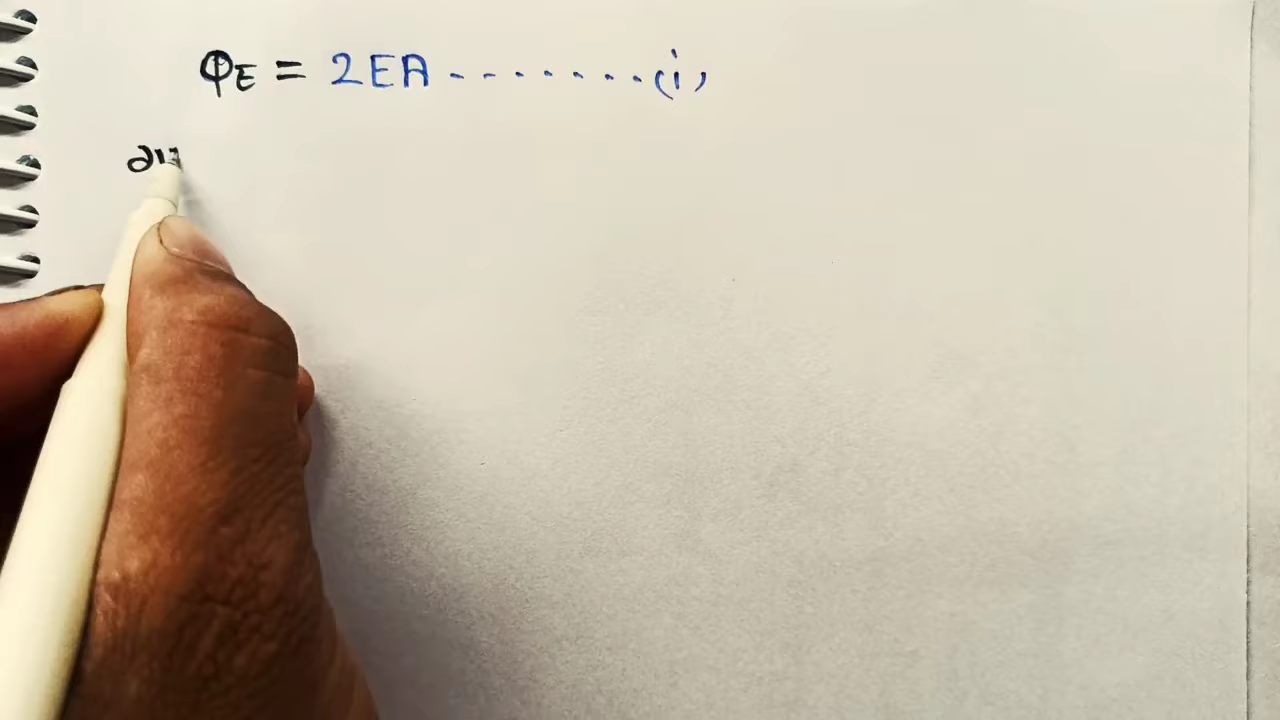 ΦE = 2EA ........(i)